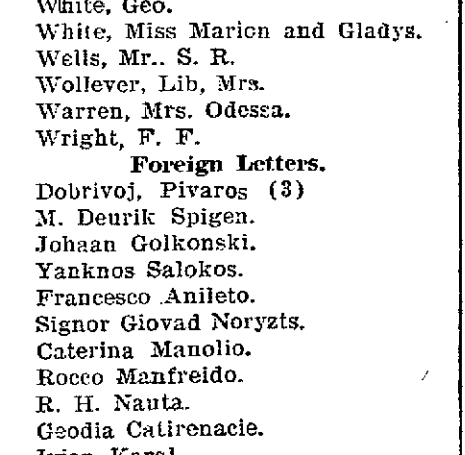 White, Geo.
White, Miss Marion and Gladys.
Wells, Mr.. S. R.
Wollever, Lib, Mrs.
Warren, Mrs. Odessa.
Wright, F. F.
Foreign Letters.
Dobrivoj, Pivaros (3)
M. Deurik Spigen.
Johaan Golkonski.
Yanknos Salokos.
Francesco Anileto.
Signor Giovad Noryzts.
Caterina Manolio.
Rocco Manfreido.
R. H. Nauta.
Geodia Catirenacie.